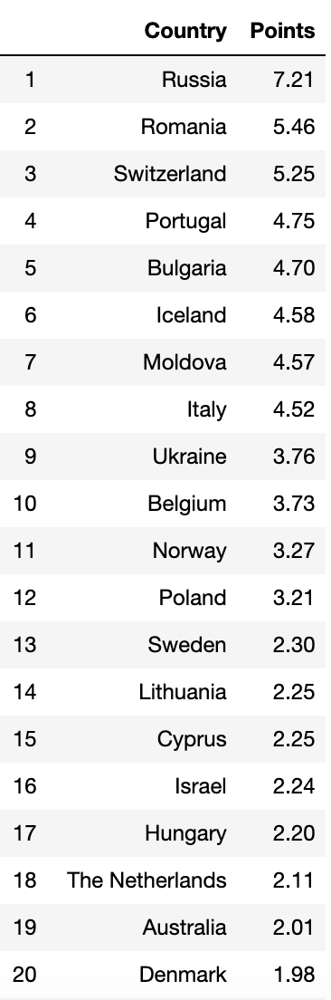 Country Points
1 Russia 7.21
2 Romania 5.46
3 Switzerland 5.25
4 Portugal 4.75
5 Bulgaria 4.70
6 Iceland 4.58
7 Moldova 4.57
8 Italy 4.52
9 Ukraine 3.76
10 Belgium 3.73
11 Norway 3.27
12 Poland 3.21
13 Sweden 2.30
14 Lithuania 2.25
15 Cyprus 2.25
16 Israel 2.24
17 Hungary 2.20
18 The Netherlands 2.11
19 Australia 2.01
20 Denmark 1.98